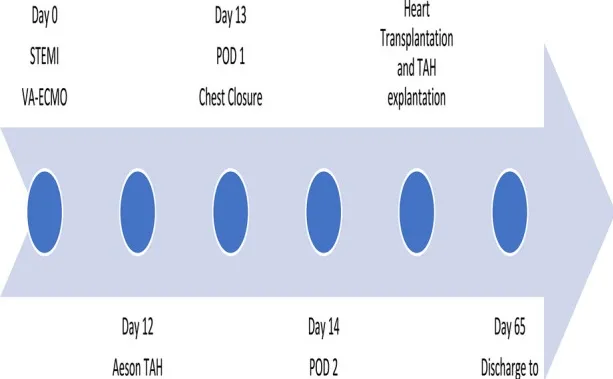 Day 0
STEMI
VA-ECMO
Day 12
Aeson TAH
Day 13
POD 1
Chest Closure
Day 14
POD 2
Heart
Transplantation
and TAH
explantation
Day 65
Discharge to